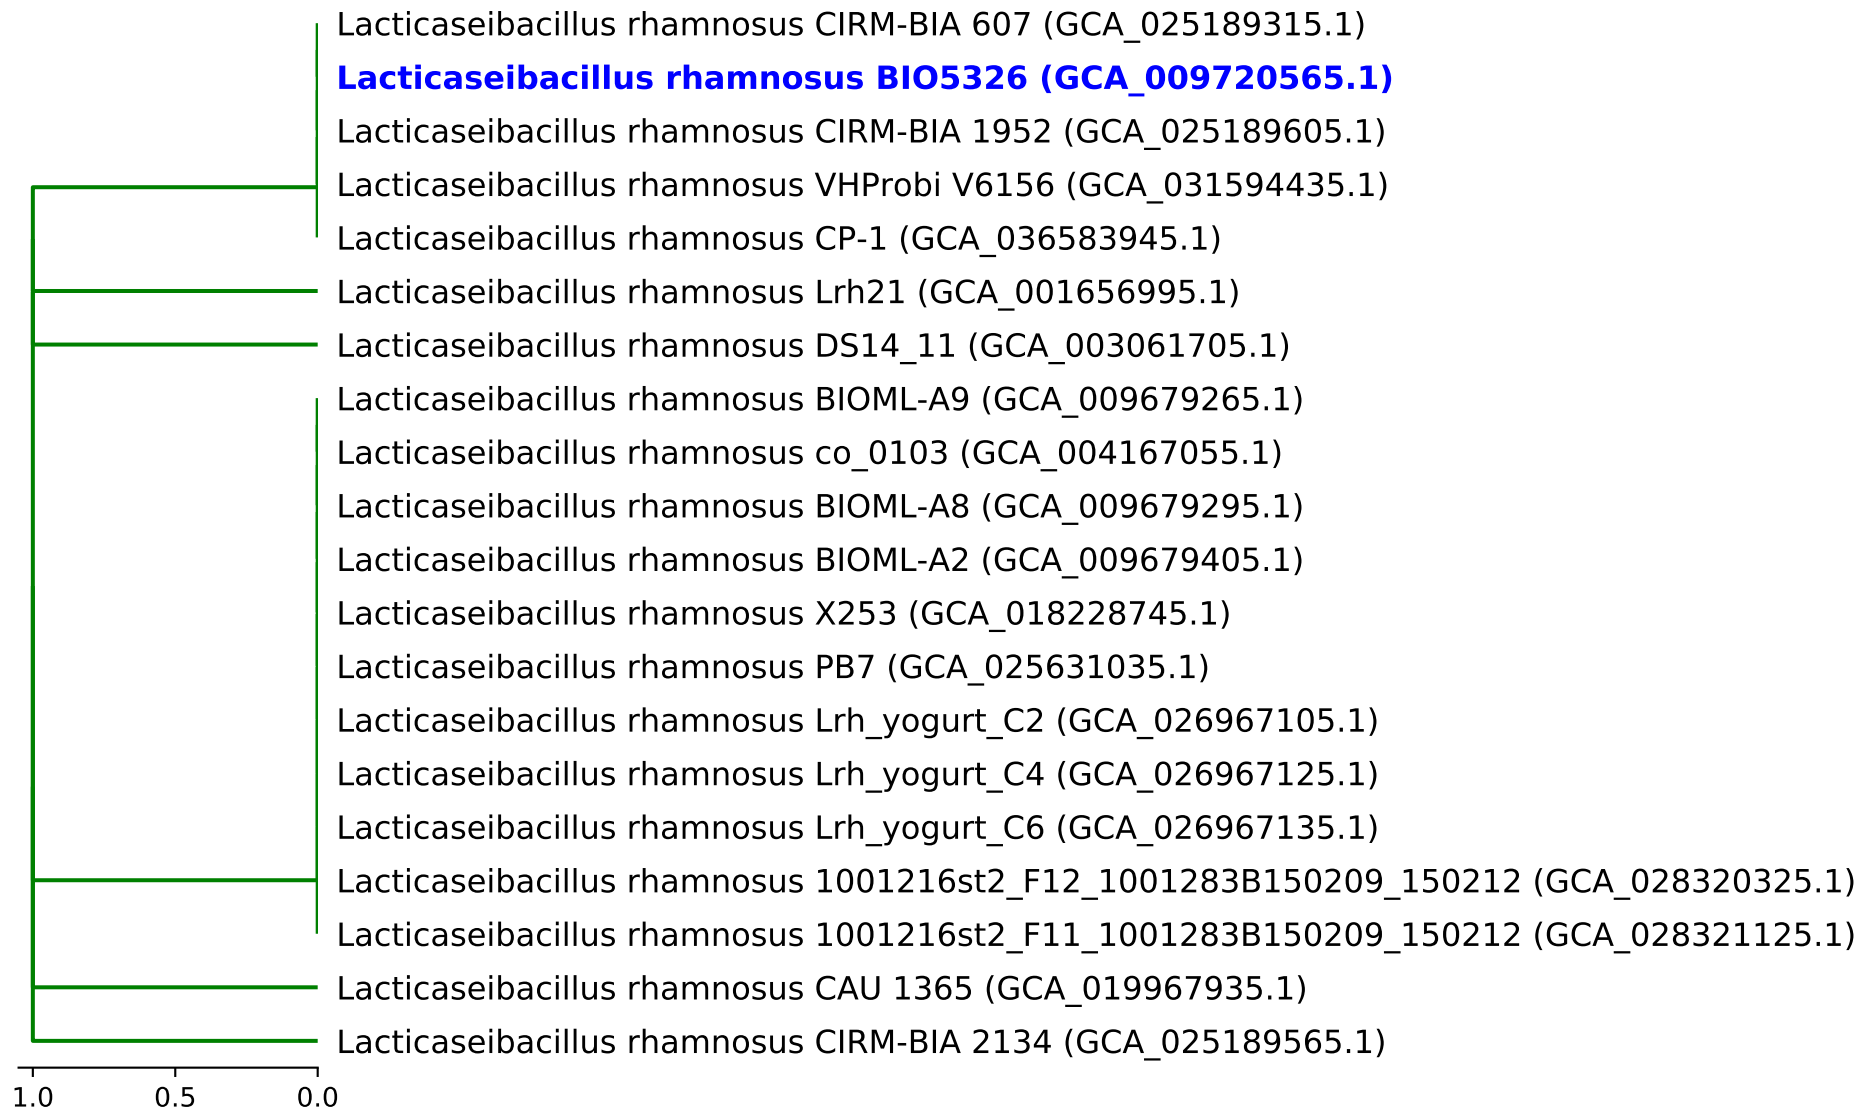 Lacticaseibacillus rhamnosus CIRM-BIA 607 (GCA_025189315.1)
Lacticaseibacillus rhamnosus BIO5326 (GCA_009720565.1)
Lacticaseibacillus rhamnosus CIRM-BIA 1952 (GCA_025189605.1)
Lacticaseibacillus rhamnosus VHProbi V6156 (GCA_031594435.1)
Lacticaseibacillus rhamnosus CP-1 (GCA_036583945.1)
Lacticaseibacillus rhamnosus Lrh21 (GCA_001656995.1)
Lacticaseibacillus rhamnosus DS14_11 (GCA_003061705.1)
Lacticaseibacillus rhamnosus BIOML-A9 (GCA_009679265.1)
Lacticaseibacillus rhamnosus co_0103 (GCA_004167055.1)
Lacticaseibacillus rhamnosus BIOML-A8 (GCA_009679295.1)
Lacticaseibacillus rhamnosus BIOML-A2 (GCA_009679405.1)
Lacticaseibacillus rhamnosus X253 (GCA_018228745.1)
Lacticaseibacillus rhamnosus PB7 (GCA_025631035.1)
Lacticaseibacillus rhamnosus Lrh_yogurt_C2 (GCA_026967105.1)
Lacticaseibacillus rhamnosus Lrh_yogurt_C4 (GCA_026967125.1)
Lacticaseibacillus rhamnosus Lrh_yogurt_C6 (GCA_026967135.1)
Lacticaseibacillus rhamnosus 1001216st2_F12_1001283B150209_150212 (GCA_028320325.1)
Lacticaseibacillus rhamnosus 1001216st2_F11_1001283B150209_150212 (GCA_028321125.1)
Lacticaseibacillus rhamnosus CAU 1365 (GCA_019967935.1)
Lacticaseibacillus rhamnosus CIRM-BIA 2134 (GCA_025189565.1)
1.0 0.5 0.0